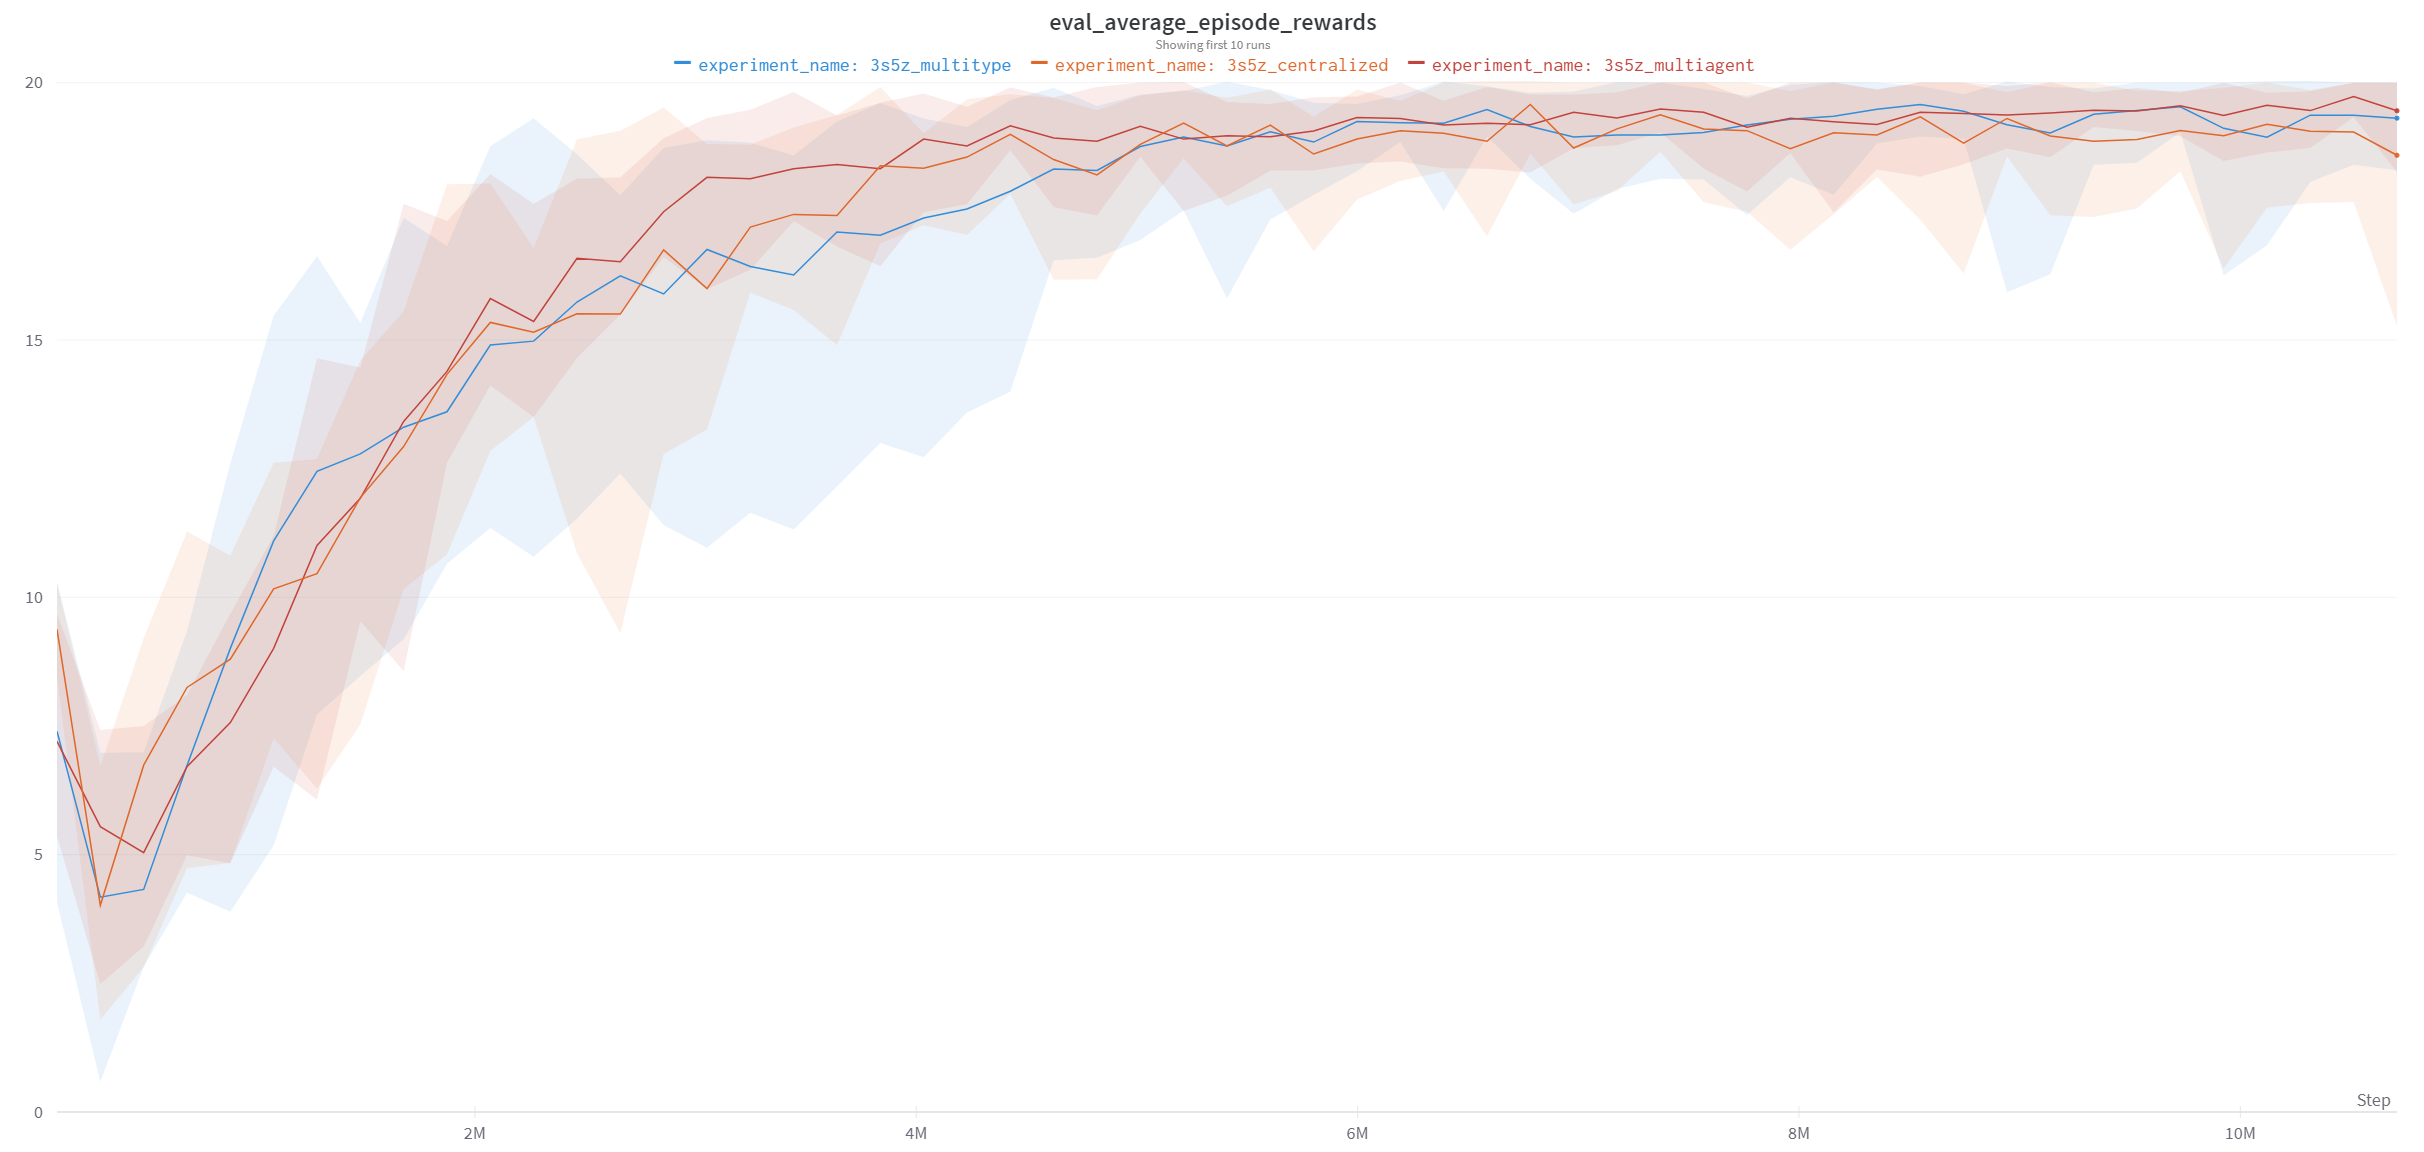 eval_average_episode_rewards
Showing first 10 runs
experiment_name: 3s5z_multitype experiment_name: 3s5z_centralized experiment_name: 3s5z_multiagent
20
15
10
5
0
Step
2M 4M 6M 8M 10M